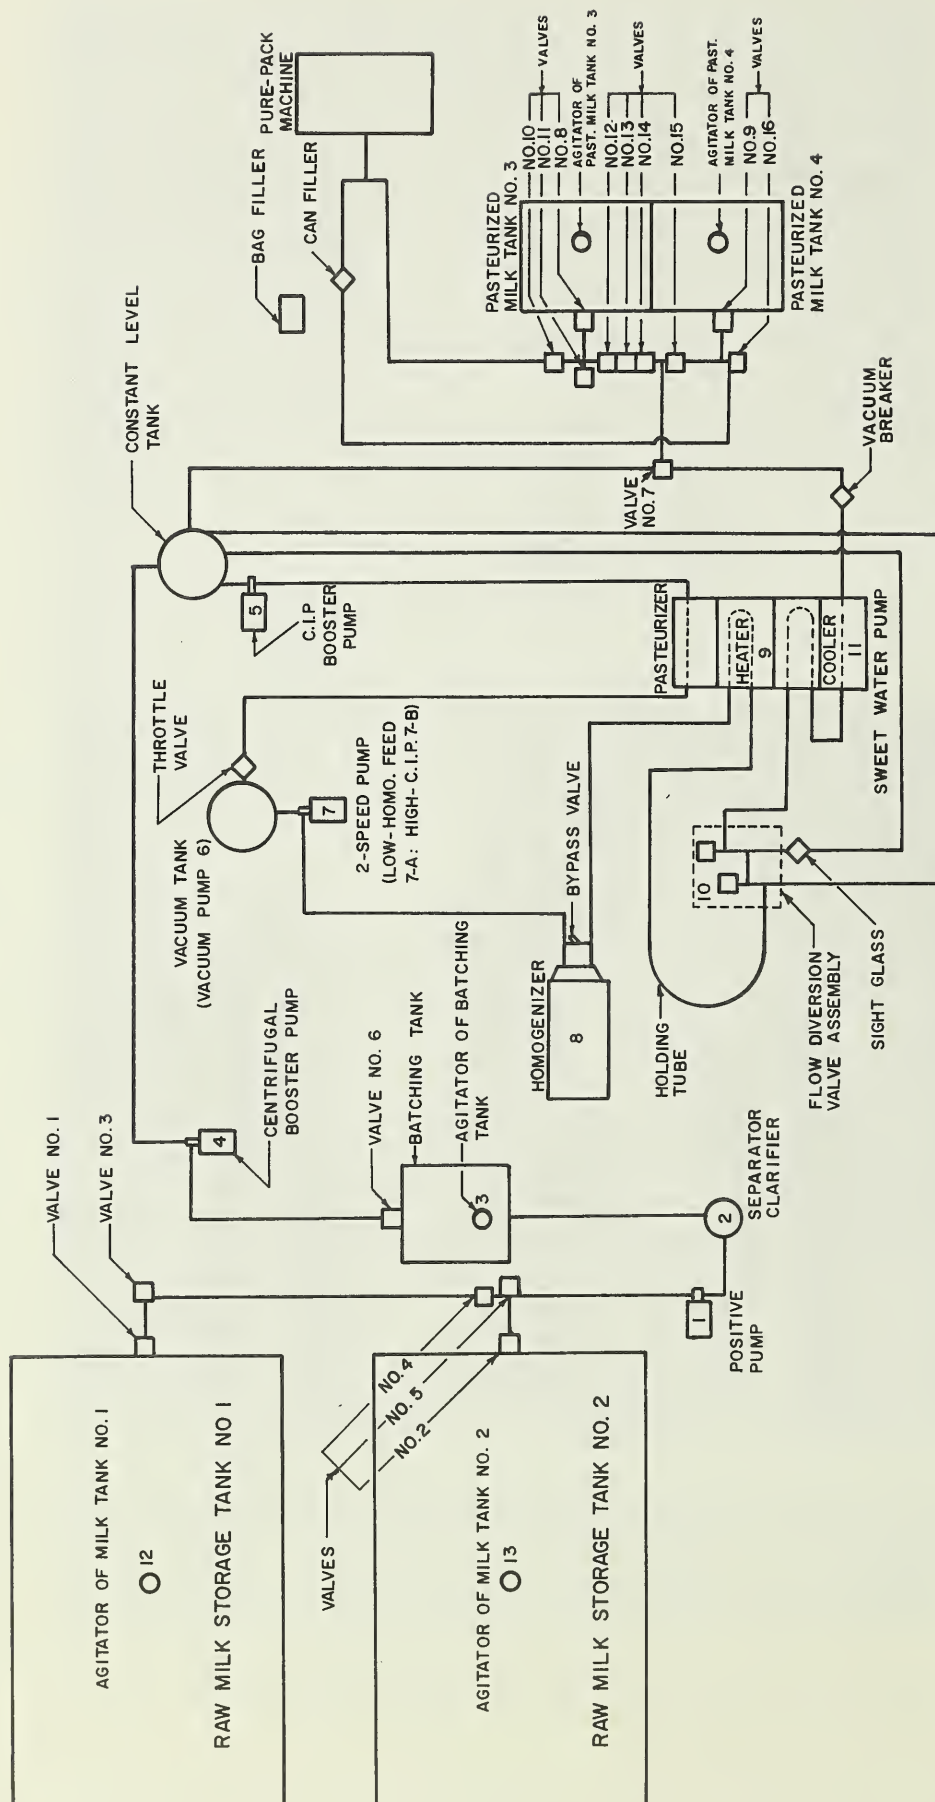 AGITATOR OF MILK TANK NO. 1
12
RAW MILK STORAGE TANK NO 1
VALVES
NO. 4
NO. 5
NO. 2
AGITATOR OF MILK TANK NO. 2
13
RAW MILK STORAGE TANK NO. 2
VALVE NO. 1
VALVE NO. 3
4
CENTRIFUGAL
BOOSTER PUMP
VALVE NO. 6
BATCHING TANK
AGITATOR OF BATCHING
TANK
3
1
POSITIVE
PUMP
2
SEPARATOR
CLARIFIER
THROTTLE
VALVE
VACUUM TANK
(VACUUM PUMP 6)
7
2-SPEED PUMP
(LOW-HOMO. FEED
7-A: HIGH- C.I.P. 7-B)
HOMOGENIZER
8
BYPASS VALVE
HOLDING
TUBE
10
FLOW DIVERSION
VALVE ASSEMBLY
SIGHT GLASS
CONSTANT LEVEL
TANK
5
C.I.P.
BOOSTER
PUMP
PASTEURIZER
HEATER
9
COOLER
11
SWEET WATER PUMP
VALVE
NO. 7
VACUUM
BREAKER
BAG FILLER
CAN FILLER
PURE-PACK
MACHINE
PASTEURIZED
MILK TANK NO. 3
NO.10
NO.11
NO.8
VALVES
AGITATOR OF
PAST. MILK TANK NO. 3
NO.12
NO.13
NO.14
NO.15
VALVES
AGITATOR OF PAST.
MILK TANK NO. 4
NO.9
NO.16
VALVES
PASTEURIZED
MILK TANK NO. 4